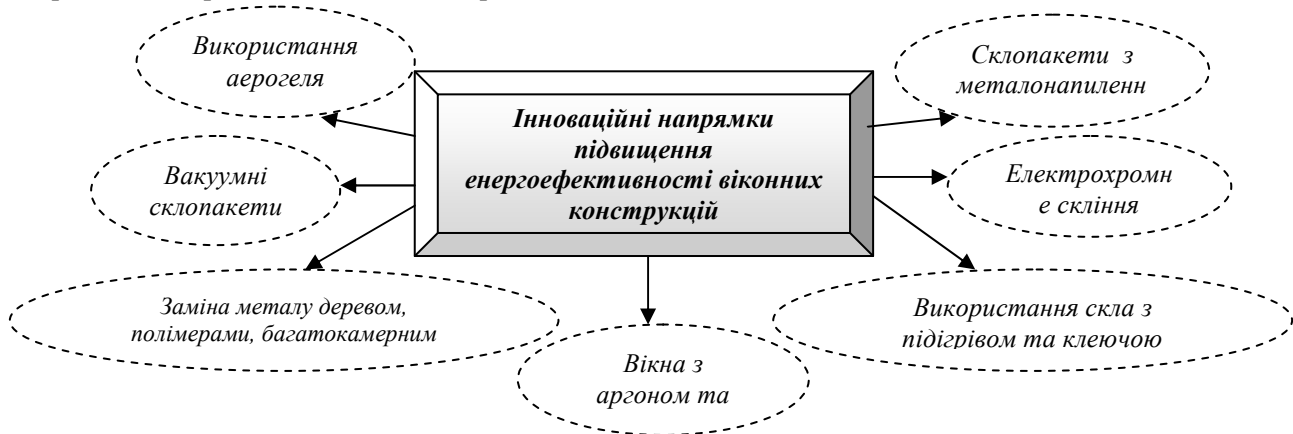 Використання
аерогеля
Склопакети з
металонапиленн
Інноваційні напрямки
підвищення
енергоефективності віконних
конструкцій
Вакуумні
склопакети
Електрохромн
е скління
Заміна металу деревом,
полімерами, багатокамерним
Використання скла з
підігрівом та клеючою
Вікна з
аргоном та